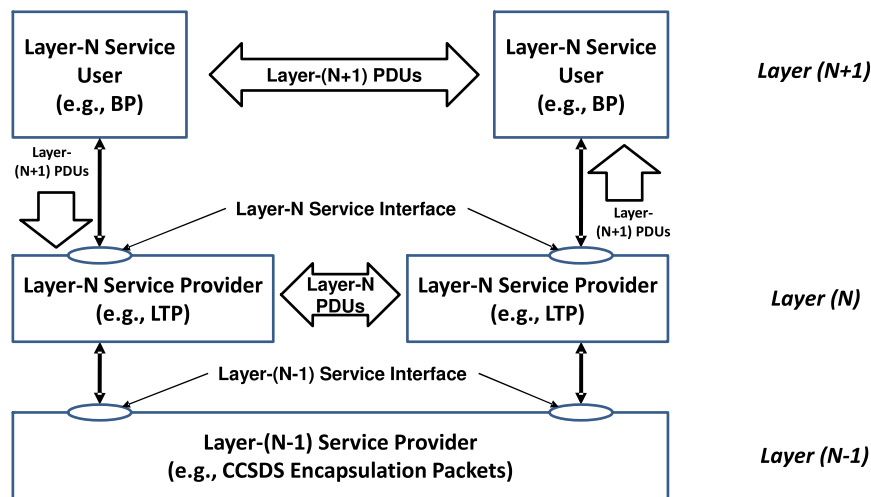 Layer-N Service
User
(e.g., BP)
Layer-(N+1) PDUs
Layer-N Service
User
(e.g., BP)
Layer (N+1)
Layer-
(N+1) PDUs
Layer-N Service Interface
Layer-
(N+1) PDUs
Layer-N Service Provider
(e.g., LTP)
Layer-N
PDUs
Layer-N Service Provider
(e.g., LTP)
Layer (N)
Layer-(N-1) Service Interface
Layer-(N-1) Service Provider
(e.g., CCSDS Encapsulation Packets)
Layer (N-1)